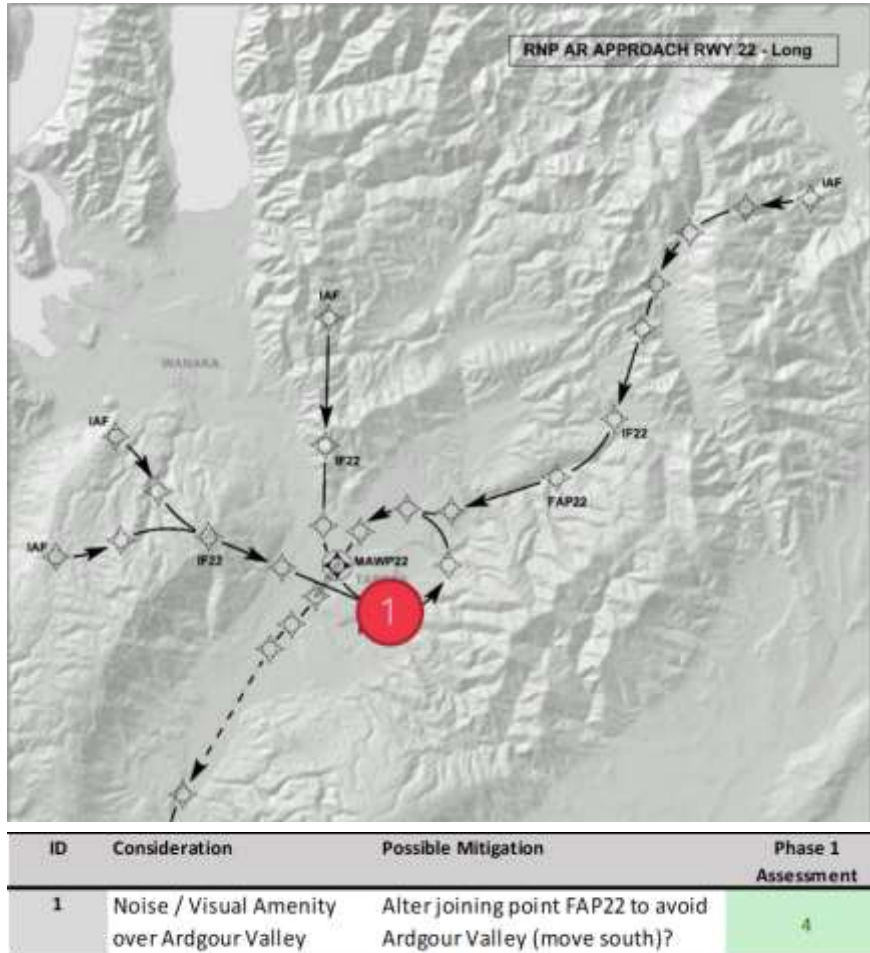 RNP AR APPROACH RWY 22 - Long
IAF
IAF
WANAKA
IAF
IF22
IF22
FAP22
IAF
IF22
MAWP22
1
ID Consideration Possible Mitigation Phase 1
Assessment
1 Noise / Visual Amenity Alter joining point FAP22 to avoid 4
over Ardgour Valley Ardgour Valley (move south)?